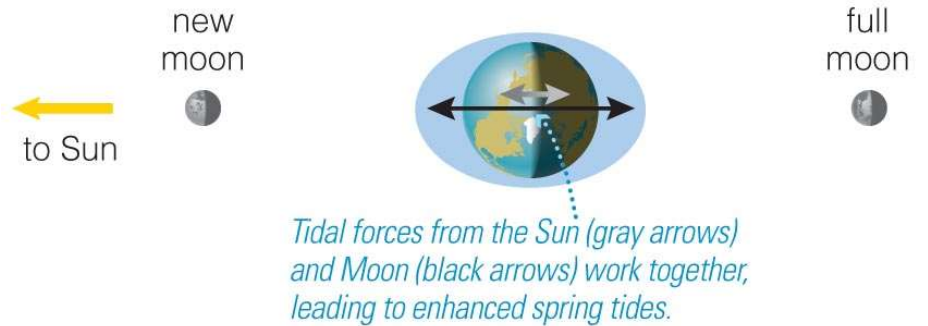 new
moon
full
moon
to Sun
Tidal forces from the Sun (gray arrows)
and Moon (black arrows) work together,
leading to enhanced spring tides.